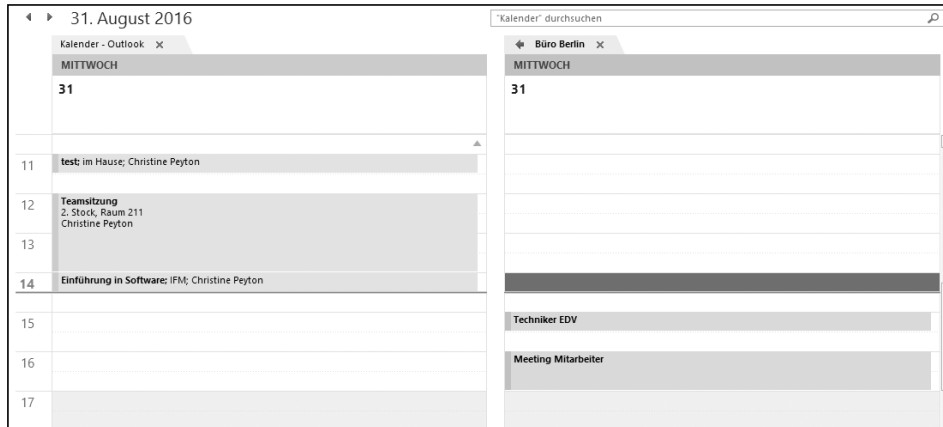 31. August 2016
"Kalender" durchsuchen
Kalender - Outlook
MITTWOCH
31
11
test; im Hause; Christine Peyton
12
Teamsitzung
2. Stock, Raum 211
Christine Peyton
13
14
Einführung in Software; IFM; Christine Peyton
15
16
17
Büro Berlin
MITTWOCH
31
Techniker EDV
Meeting Mitarbeiter